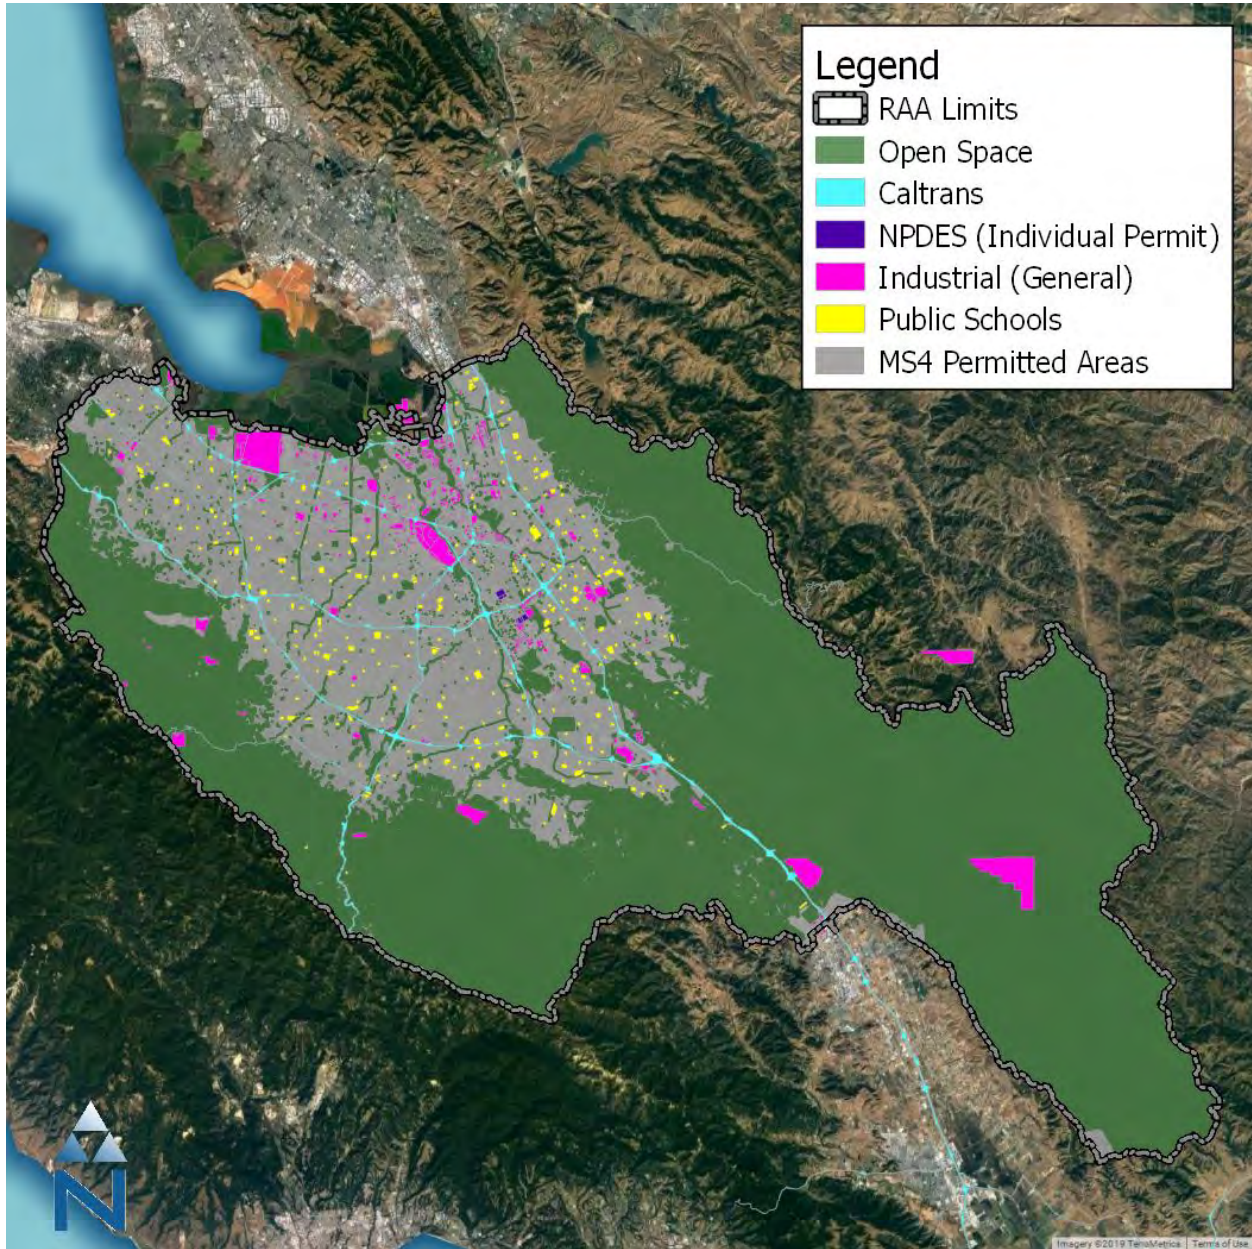 Legend
RAA Limits
Open Space
Caltrans
NPDES (Individual Permit)
Industrial (General)
Public Schools
MS4 Permitted Areas
N
Imagery ©2019 TerraMetrics
Terms of Use